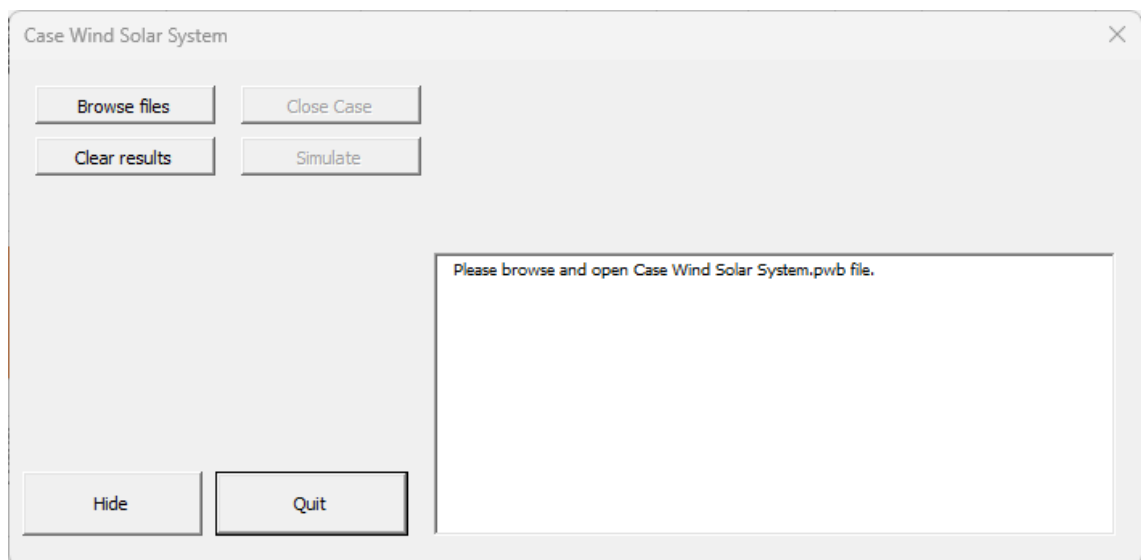 Case Wind Solar System
Browse files
Close Case
Clear results
Simulate
Please browse and open Case Wind Solar System.pwb file.
Hide
Quit